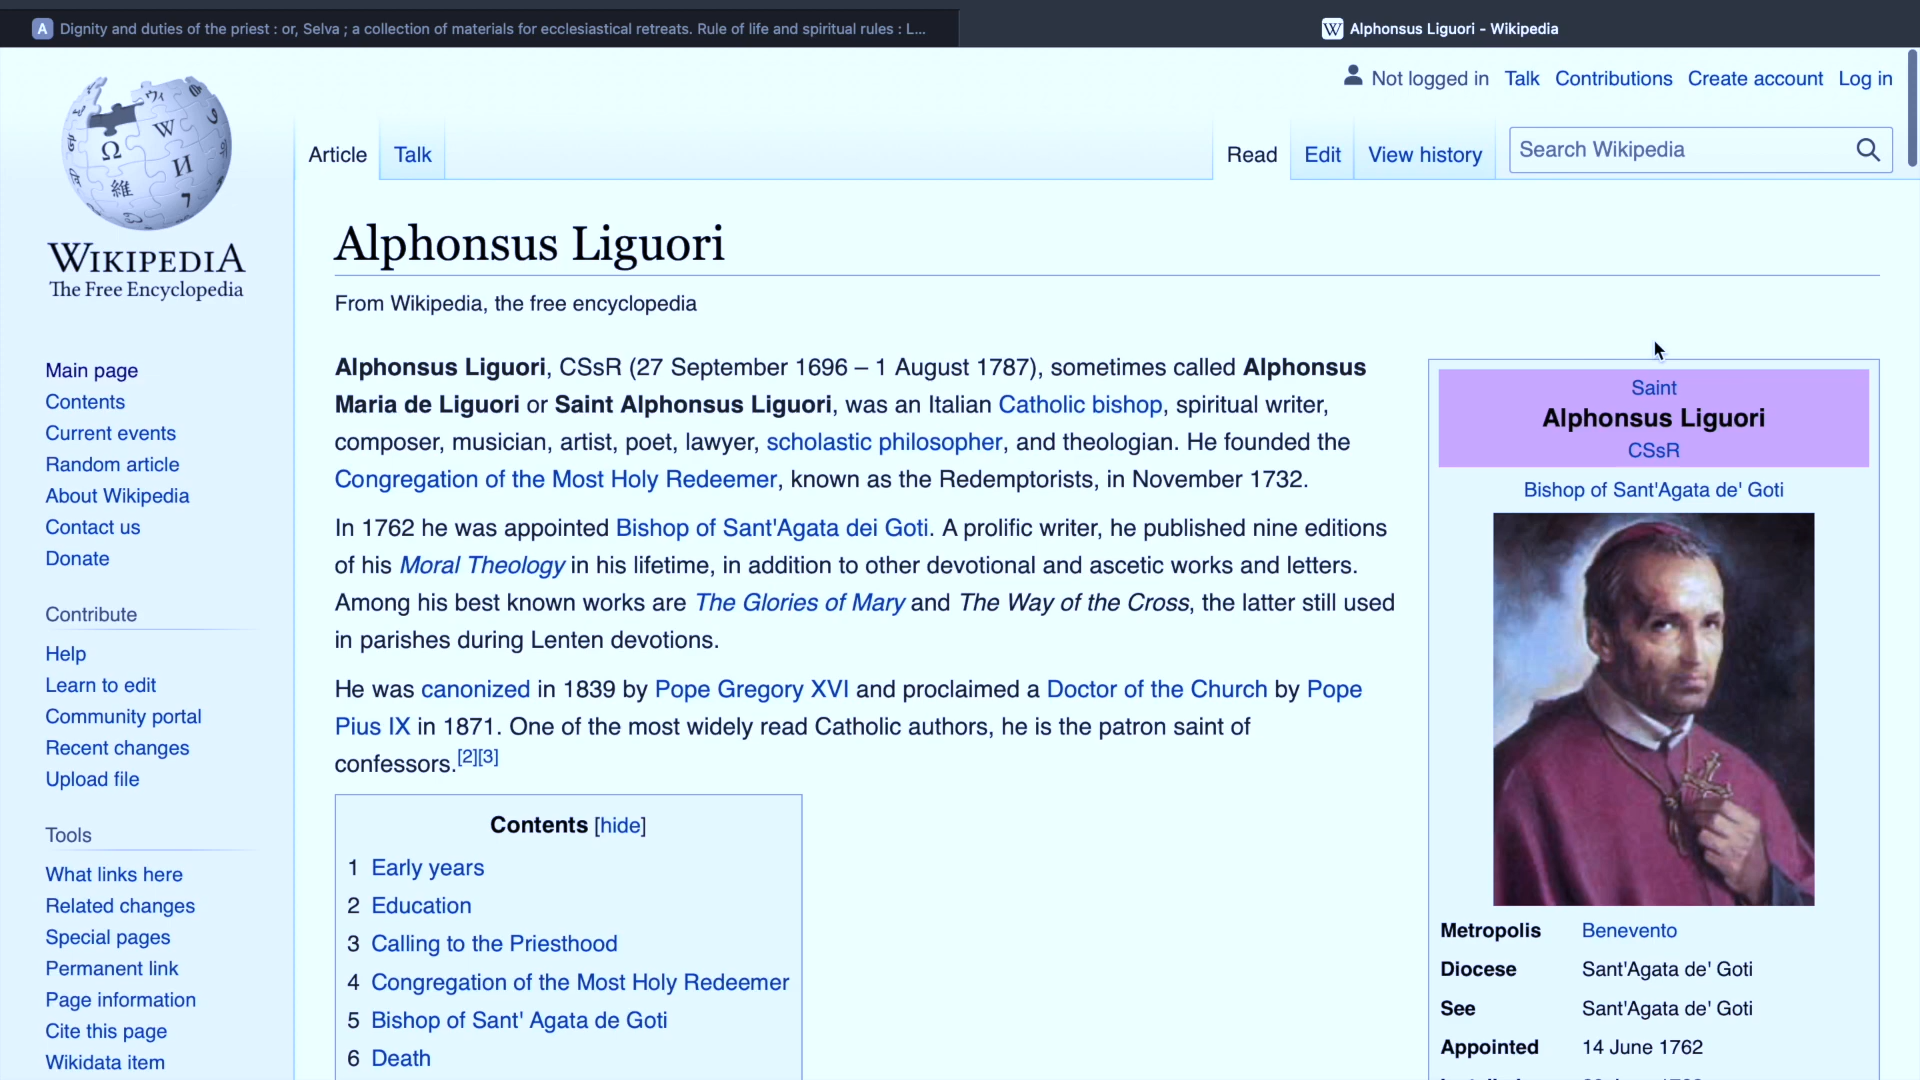 Dignity and duties of the priest : or, Selva ; a collection of materials for ecclesiastical retreats. Rule of life and spiritual rules : L...
Alphonsus Liguori - Wikipedia
Not logged in Talk Contributions Create account Log in
Article Talk Read Edit View history Search Wikipedia
WIKIPEDIA
The Free Encyclopedia
Main page
Contents
Current events
Random article
About Wikipedia
Contact us
Donate
Contribute
Help
Learn to edit
Community portal
Recent changes
Upload file
Tools
What links here
Related changes
Special pages
Permanent link
Page information
Cite this page
Wikidata item
Alphonsus Liguori
From Wikipedia, the free encyclopedia
Alphonsus Liguori, CSsR (27 September 1696 – 1 August 1787), sometimes called Alphonsus
Maria de Liguori or Saint Alphonsus Liguori, was an Italian Catholic bishop, spiritual writer,
composer, musician, artist, poet, lawyer, scholastic philosopher, and theologian. He founded the
Congregation of the Most Holy Redeemer, known as the Redemptorists, in November 1732.
In 1762 he was appointed Bishop of Sant'Agata dei Goti. A prolific writer, he published nine editions
of his Moral Theology in his lifetime, in addition to other devotional and ascetic works and letters.
Among his best known works are The Glories of Mary and The Way of the Cross, the latter still used
in parishes during Lenten devotions.
He was canonized in 1839 by Pope Gregory XVI and proclaimed a Doctor of the Church by Pope
Pius IX in 1871. One of the most widely read Catholic authors, he is the patron saint of
confessors.[2][3]
Contents [hide]
1 Early years
2 Education
3 Calling to the Priesthood
4 Congregation of the Most Holy Redeemer
5 Bishop of Sant' Agata de Goti
6 Death
Saint
Alphonsus Liguori
CSsR
Bishop of Sant'Agata de' Goti
Metropolis Benevento
Diocese Sant'Agata de' Goti
See Sant'Agata de' Goti
Appointed 14 June 1762